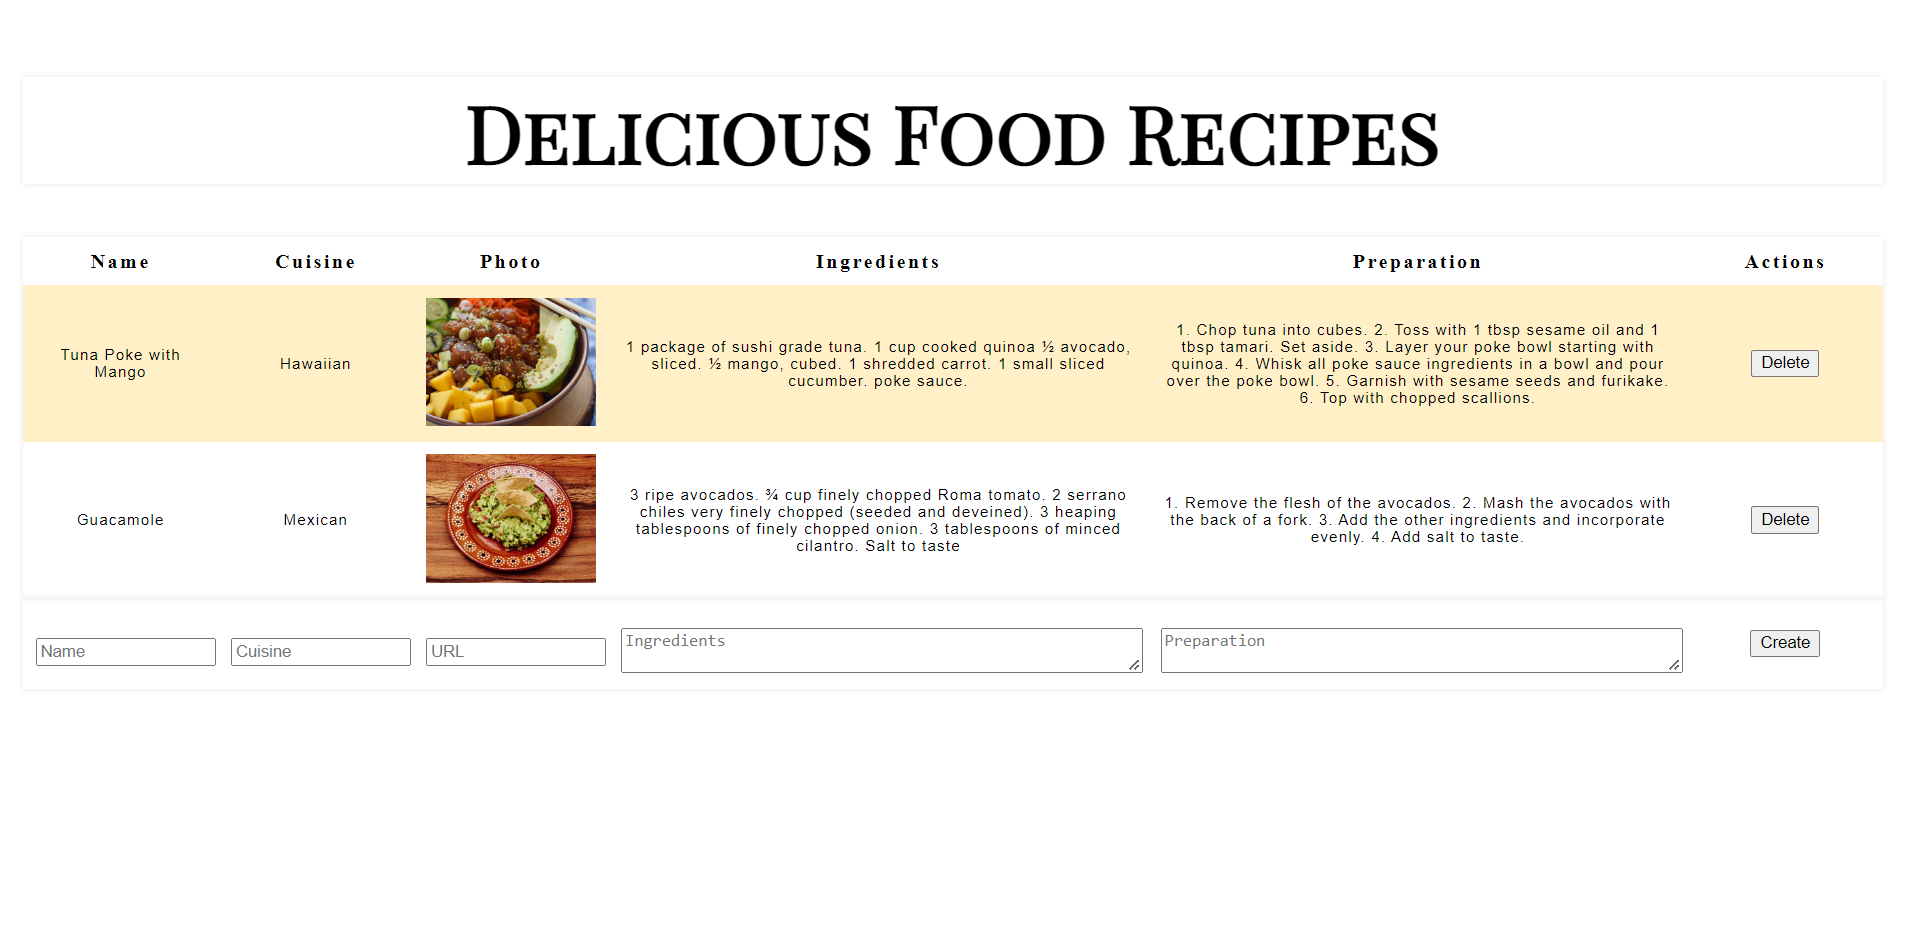 Delicious Food Recipes
Name Cuisine Photo Ingredients Preparation Actions
Tuna Poke with
Mango
Hawaiian
1 package of sushi grade tuna. 1 cup cooked quinoa ½ avocado,
sliced. ½ mango, cubed. 1 shredded carrot. 1 small sliced
cucumber. poke sauce.
1. Chop tuna into cubes. 2. Toss with 1 tbsp sesame oil and 1
tbsp tamari. Set aside. 3. Layer your poke bowl starting with
quinoa. 4. Whisk all poke sauce ingredients in a bowl and pour
over the poke bowl. 5. Garnish with sesame seeds and furikake.
6. Top with chopped scallions.
Delete
Guacamole
Mexican
3 ripe avocados. ¾ cup finely chopped Roma tomato. 2 serrano
chiles very finely chopped (seeded and deveined). 3 heaping
tablespoons of finely chopped onion. 3 tablespoons of minced
cilantro. Salt to taste
1. Remove the flesh of the avocados. 2. Mash the avocados with
the back of a fork. 3. Add the other ingredients and incorporate
evenly. 4. Add salt to taste.
Delete
Name Cuisine URL Ingredients Preparation Create